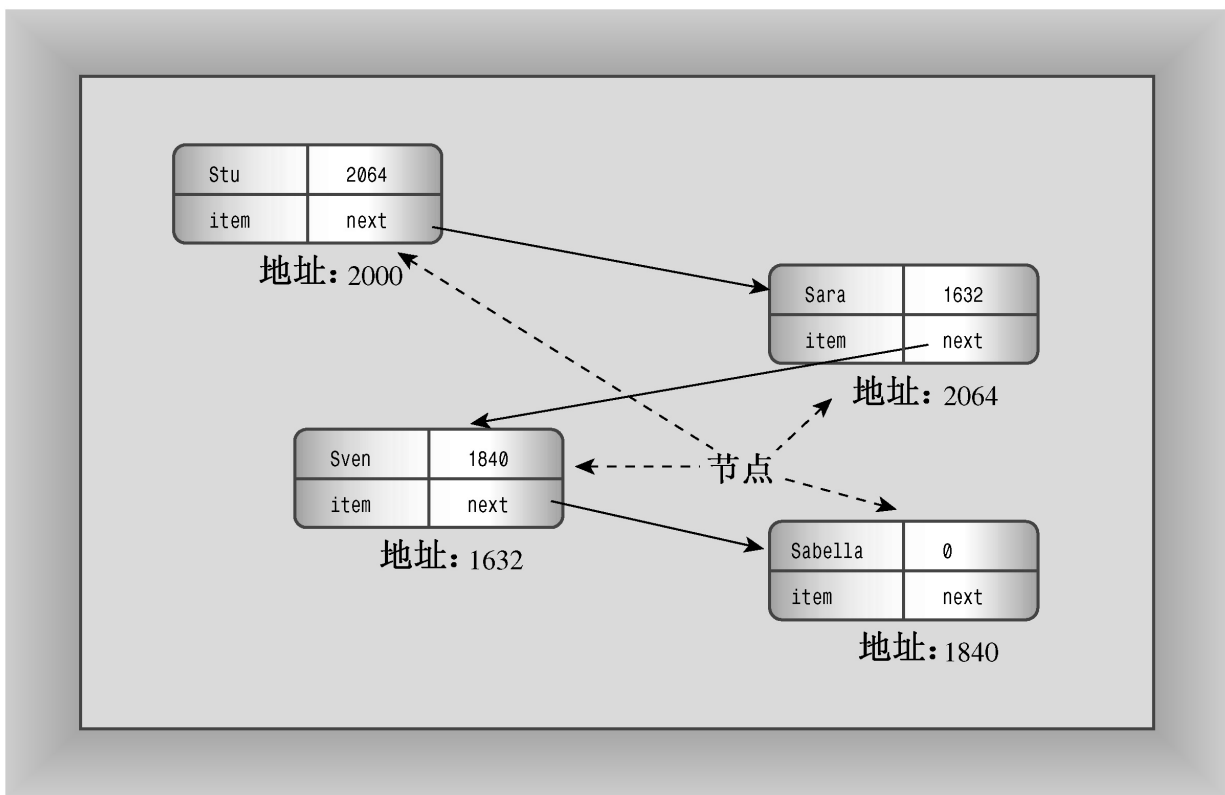 Stu 2064
item next
地址: 2000
Sara 1632
item next
地址: 2064
Sven 1840
item next
地址: 1632
节点
Sabella 0
item next
地址: 1840